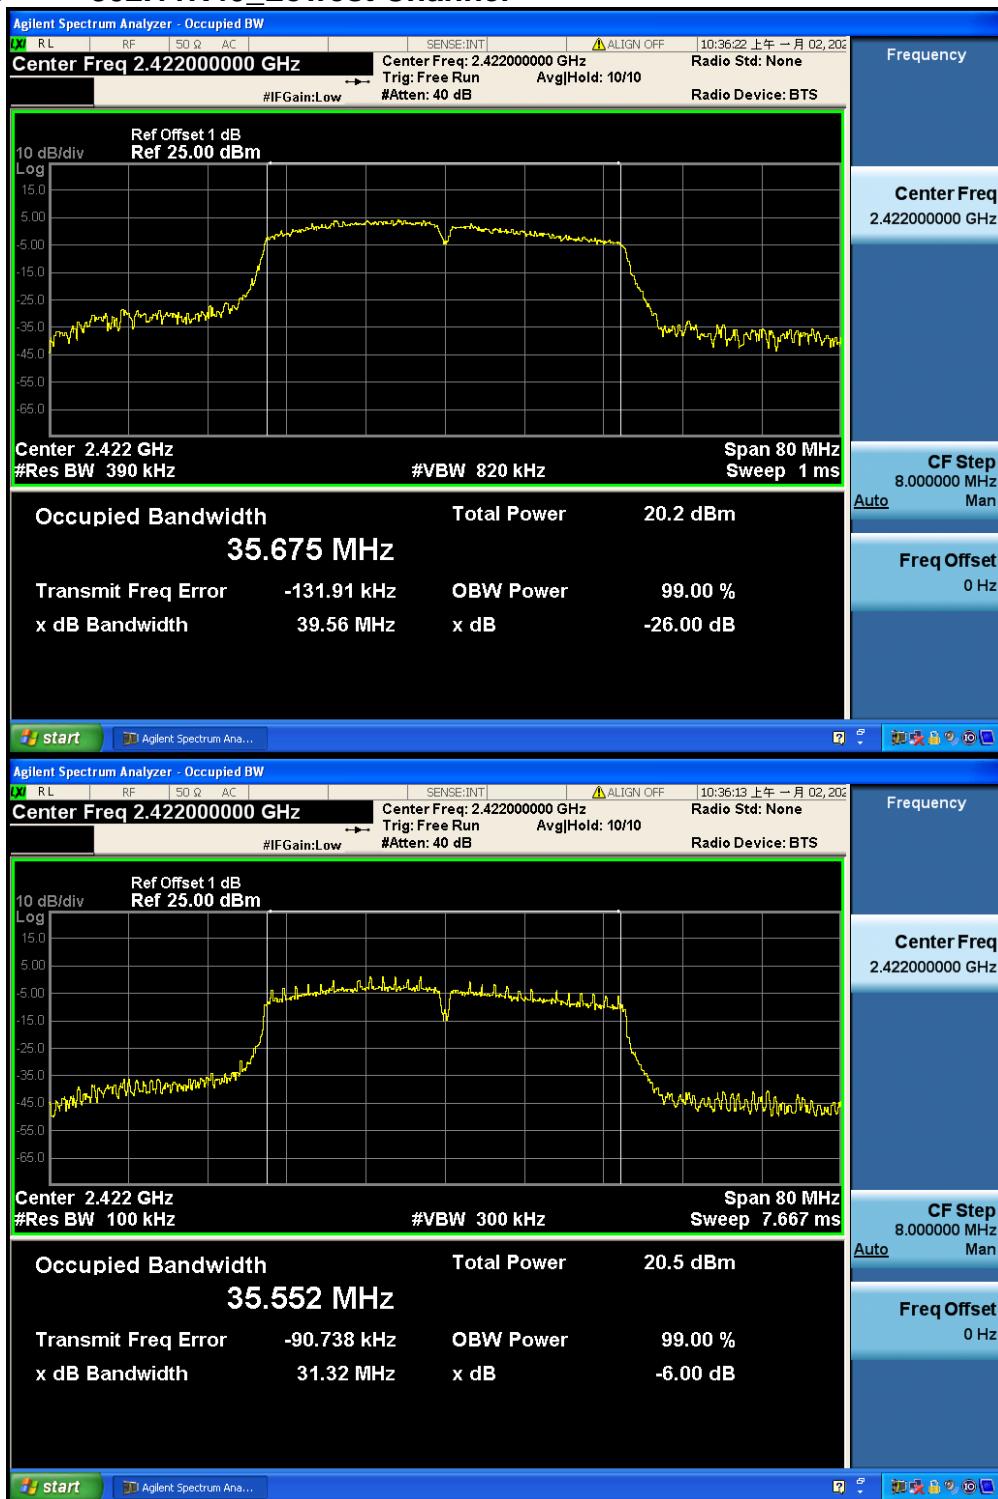 Agilent Spectrum Analyzer - Occupied BW
LXI RL RF 50 Ω AC SENSE:INT ALIGN OFF 10:36:22 上午 一月 02, 202
Center Freq 2.422000000 GHz
Center Freq: 2.422000000 GHz
Radio Std: None
Trig: Free Run Avg|Hold: 10/10
#IFGain:Low
#Atten: 40 dB
Radio Device: BTS
Frequency
Ref Offset 1 dB
10 dB/div Ref 25.00 dBm
Log
15.0
5.00
-5.00
-15.0
-25.0
-35.0
-45.0
-55.0
-65.0
Center 2.422 GHz Span 80 MHz
#Res BW 390 kHz #VBW 820 kHz Sweep 1 ms
Center Freq
2.422000000 GHz
CF Step
8.000000 MHz
Auto Man
Freq Offset
0 Hz
Occupied Bandwidth Total Power 20.2 dBm
35.675 MHz
Transmit Freq Error -131.91 kHz OBW Power 99.00 %
x dB Bandwidth 39.56 MHz x dB -26.00 dB
start Agilent Spectrum Ana...
Agilent Spectrum Analyzer - Occupied BW
LXI RL RF 50 Ω AC SENSE:INT ALIGN OFF 10:36:13 上午 一月 02, 202
Center Freq 2.422000000 GHz
Center Freq: 2.422000000 GHz
Radio Std: None
Trig: Free Run Avg|Hold: 10/10
#IFGain:Low
#Atten: 40 dB
Radio Device: BTS
Frequency
Ref Offset 1 dB
10 dB/div Ref 25.00 dBm
Log
15.0
5.00
-5.00
-15.0
-25.0
-35.0
-45.0
-55.0
-65.0
Center 2.422 GHz Span 80 MHz
#Res BW 100 kHz #VBW 300 kHz Sweep 7.667 ms
Center Freq
2.422000000 GHz
CF Step
8.000000 MHz
Auto Man
Freq Offset
0 Hz
Occupied Bandwidth Total Power 20.5 dBm
35.552 MHz
Transmit Freq Error -90.738 kHz OBW Power 99.00 %
x dB Bandwidth 31.32 MHz x dB -6.00 dB
start Agilent Spectrum Ana...